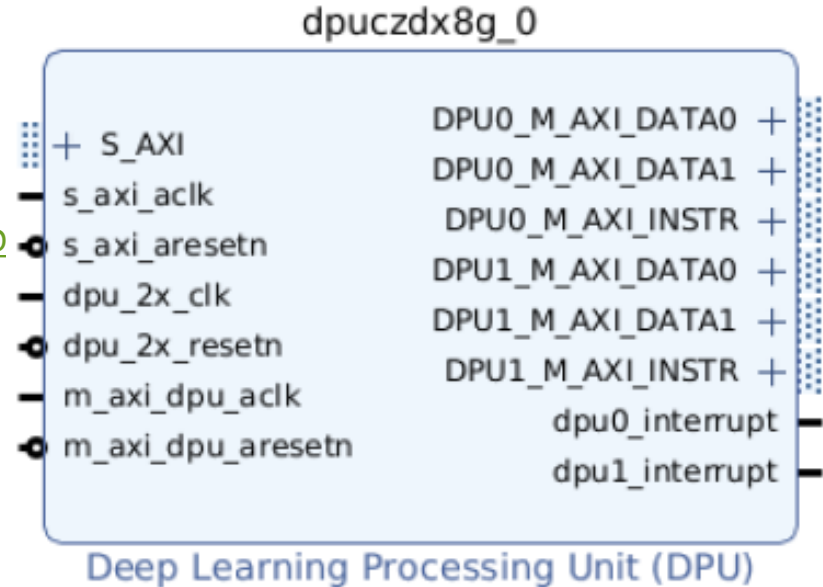 dpuczdx8g_0
S_AXI
s_axi_aclk
s_axi_aresetn
dpu_2x_clk
dpu_2x_resetn
m_axi_dpu_aclk
m_axi_dpu_aresetn
DPU0_M_AXI_DATA0
DPU0_M_AXI_DATA1
DPU0_M_AXI_INSTR
DPU1_M_AXI_DATA0
DPU1_M_AXI_DATA1
DPU1_M_AXI_INSTR
dpu0_interrupt
dpu1_interrupt
Deep Learning Processing Unit (DPU)